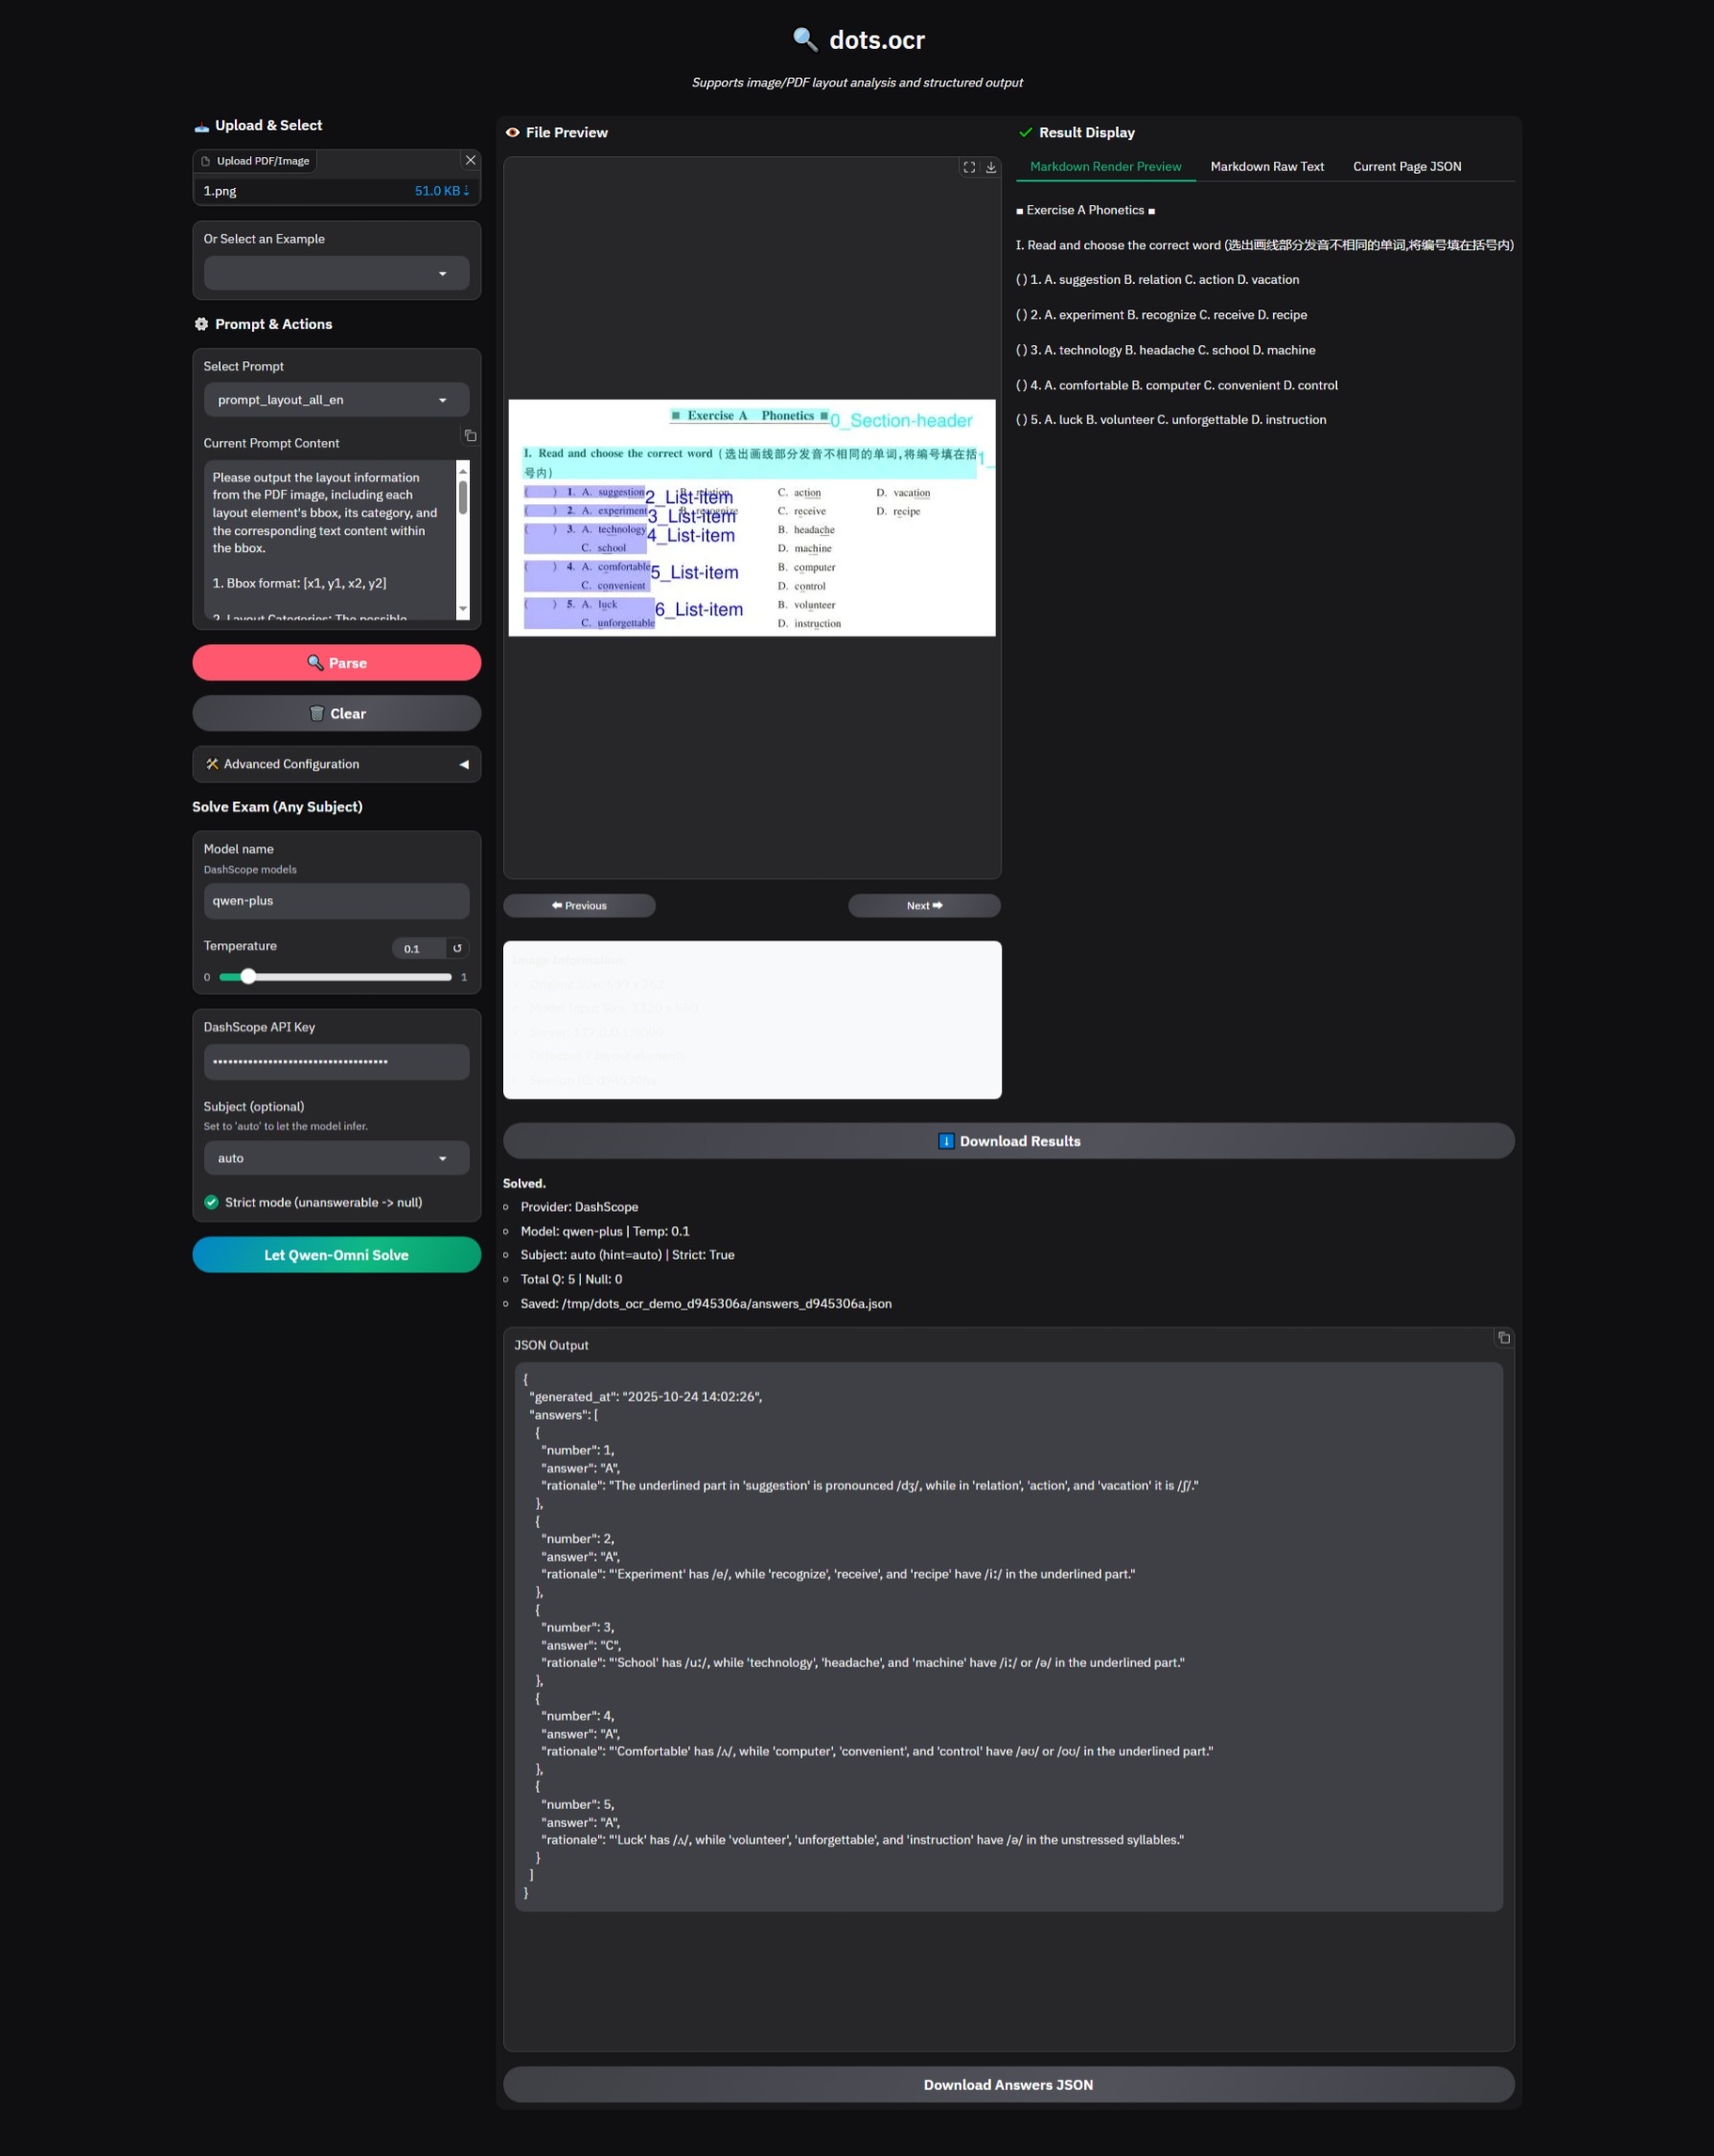 dots.ocr
Supports image/PDF layout analysis and structured output
Upload & Select
Upload PDF/Image
1.png
51.0 KB ↓
Or Select an Example
Prompt & Actions
Select Prompt
prompt_layout_all_en
Current Prompt Content
Please output the layout information
from the PDF image, including each
layout element's bbox, its category, and
the corresponding text content within
the bbox.
1. Bbox format: [x1, y1, x2, y2]
2. Layout Categories: The possible
Parse
Clear
Advanced Configuration
Solve Exam (Any Subject)
Model name
DashScope models
qwen-plus
Temperature
0.1
0
1
DashScope API Key
Subject (optional)
Set to 'auto' to let the model infer.
auto
Strict mode (unanswerable -> null)
Let Qwen-Omni Solve
File Preview
■ Exercise A Phonetics ■
0_Section-header
I. Read and choose the correct word (选出画线部分发音不相同的单词,将编号填在括
号内)
1_
( ) 1. A. suggestion B. relation C. action D. vacation
2_List-item
( ) 2. A. experiment B. recognize C. receive D. recipe
3_List-item
( ) 3. A. technology B. headache
4_List-item
C. school D. machine
( ) 4. A. comfortable B. computer
5_List-item
C. convenient D. control
( ) 5. A. luck B. volunteer
6_List-item
C. unforgettable D. instruction
Previous
Next
Result Display
Markdown Render Preview
Markdown Raw Text
Current Page JSON
■ Exercise A Phonetics ■
I. Read and choose the correct word (选出画线部分发音不相同的单词,将编号填在括号内)
( ) 1. A. suggestion B. relation C. action D. vacation
( ) 2. A. experiment B. recognize C. receive D. recipe
( ) 3. A. technology B. headache C. school D. machine
( ) 4. A. comfortable B. computer C. convenient D. control
( ) 5. A. luck B. volunteer C. unforgettable D. instruction
Download Results
Solved.
Provider: DashScope
Model: qwen-plus | Temp: 0.1
Subject: auto (hint=auto) | Strict: True
Total Q: 5 | Null: 0
Saved: /tmp/dots_ocr_demo_d945306a/answers_d945306a.json
JSON Output
{
"generated_at": "2025-10-24 14:02:26",
"answers": [
{
"number": 1,
"answer": "A",
"rationale": "The underlined part in 'suggestion' is pronounced /dʒ/, while in 'relation', 'action', and 'vacation' it is /ʃ/."
},
{
"number": 2,
"answer": "A",
"rationale": "'Experiment' has /e/, while 'recognize', 'receive', and 'recipe' have /iː/ in the underlined part."
},
{
"number": 3,
"answer": "C",
"rationale": "'School' has /uː/, while 'technology', 'headache', and 'machine' have /iː/ or /ə/ in the underlined part."
},
{
"number": 4,
"answer": "A",
"rationale": "'Comfortable' has /ʌ/, while 'computer', 'convenient', and 'control' have /əʊ/ or /oʊ/ in the underlined part."
},
{
"number": 5,
"answer": "A",
"rationale": "'Luck' has /ʌ/, while 'volunteer', 'unforgettable', and 'instruction' have /ə/ in the unstressed syllables."
}
]
}
Download Answers JSON